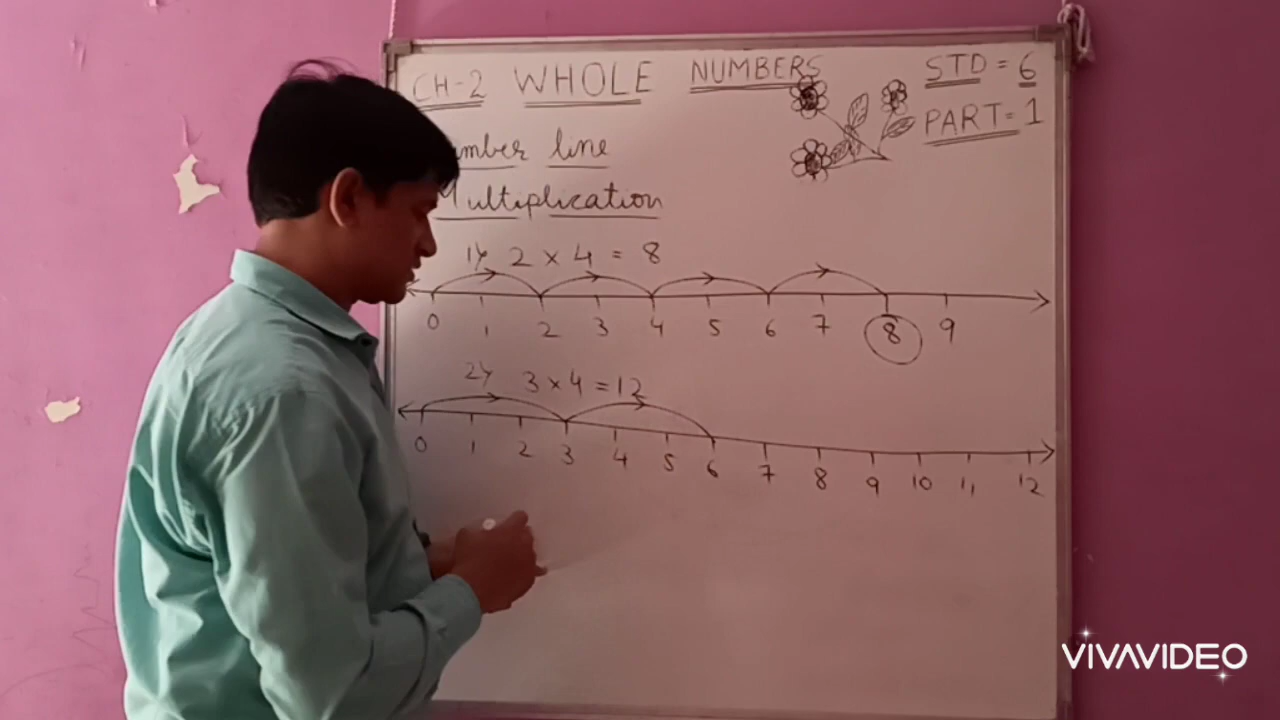 CH-2 WHOLE NUMBERS
STD = 6
PART = 1
umber line
Multiplication
1) 2 × 4 = 8
0 1 2 3 4 5 6 7 8 9
2) 3 × 4 = 12
0 1 2 3 4 5 6 7 8 9 10 11 12
VIVAVIDEO